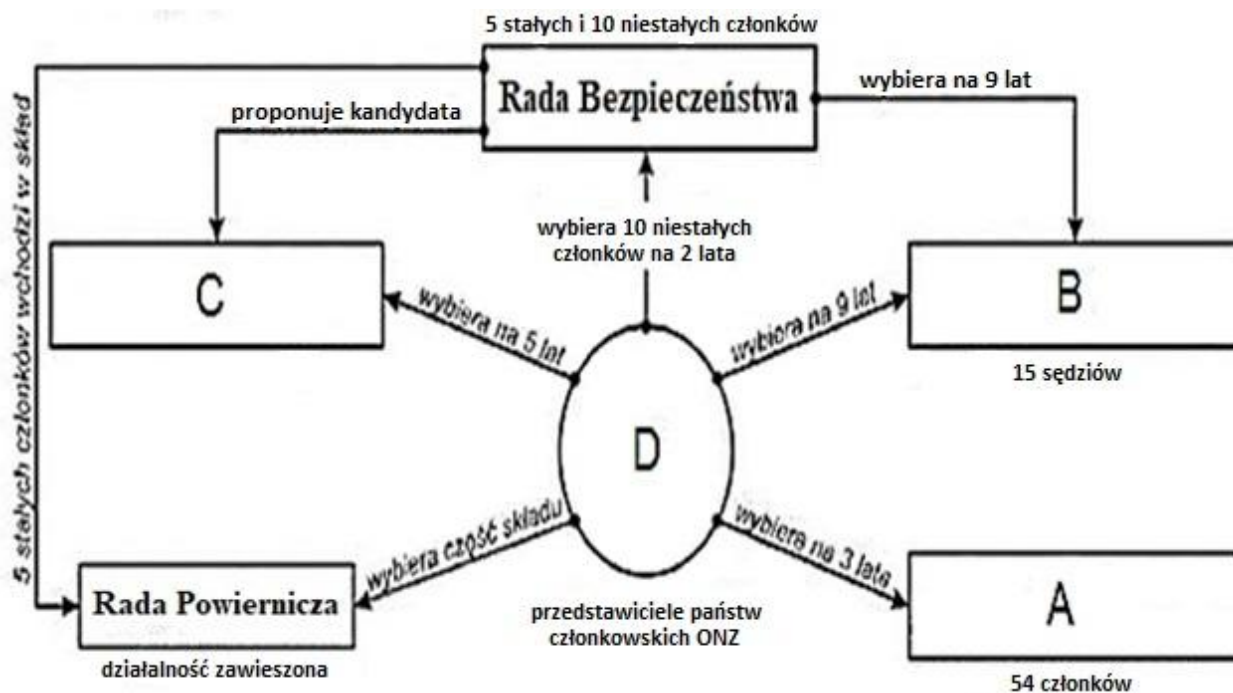 5 stałych i 10 niestałych członków
Rada Bezpieczeństwa
wybiera na 9 lat
proponuje kandydata
5 stałych członków wchodzi w skład
wybiera 10 niestałych
członków na 2 lata
C
B
wybiera na 5 lat
wybiera na 9 lat
15 sędziów
D
wybiera część składu
wybiera na 3 lata
Rada Powiernicza
przedstawiciele państw
członkowskich ONZ
A
działalność zawieszona
54 członków